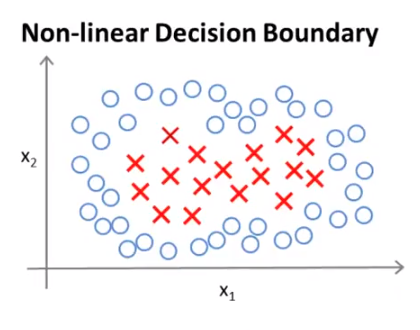 Non-linear Decision Boundary
x₂
x₁